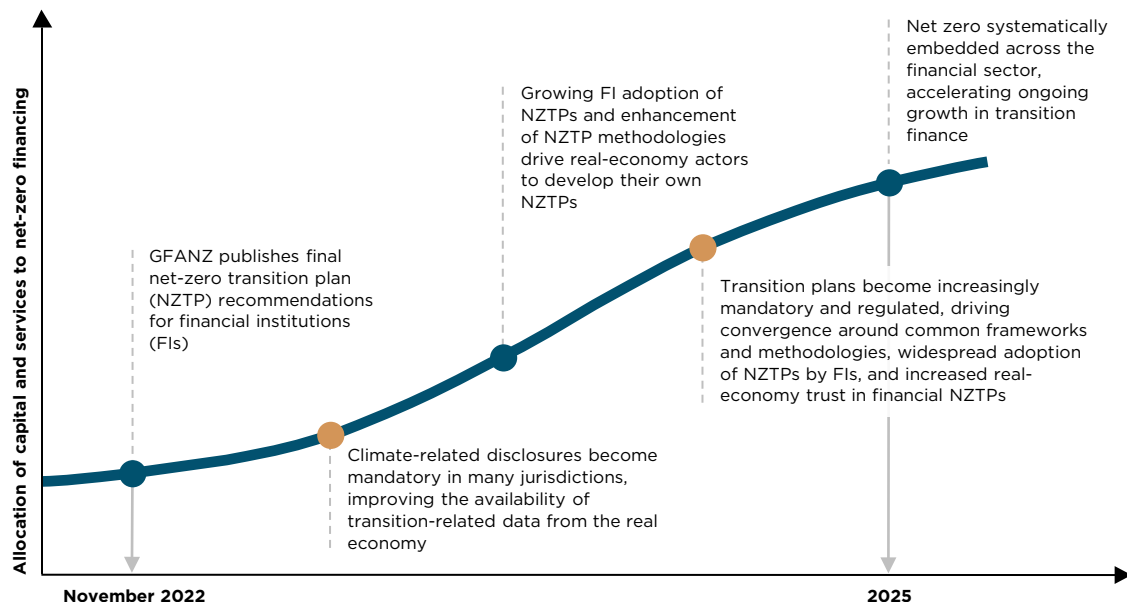 Allocation of capital and services to net-zero financing
GFANZ publishes final
net-zero transition plan
(NZTP) recommendations
for financial institutions
(FIs)
Climate-related disclosures become
mandatory in many jurisdictions,
improving the availability of
transition-related data from the real
economy
Growing FI adoption of
NZTPs and enhancement
of NZTP methodologies
drive real-economy actors
to develop their own
NZTPs
Transition plans become increasingly
mandatory and regulated, driving
convergence around common frameworks
and methodologies, widespread adoption
of NZTPs by FIs, and increased real-
economy trust in financial NZTPs
Net zero systematically
embedded across the
financial sector,
accelerating ongoing
growth in transition
finance
November 2022
2025